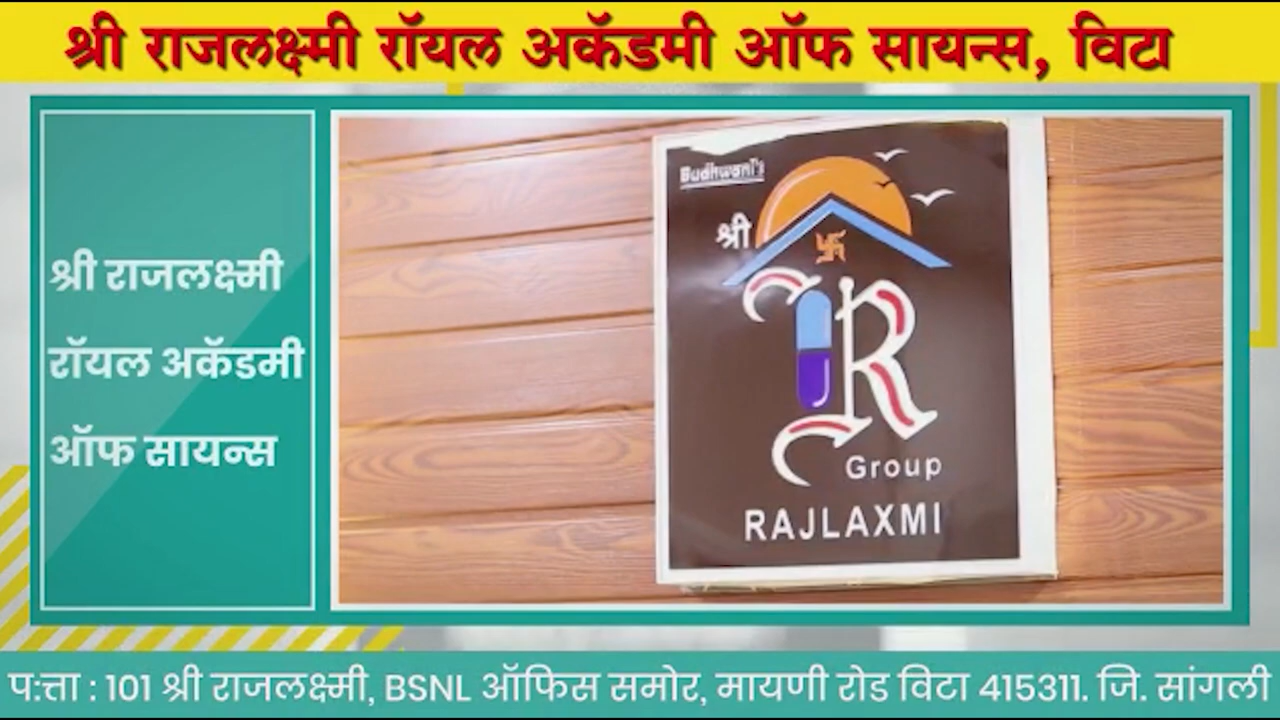 श्री राजलक्ष्मी रॉयल अकॅडमी ऑफ सायन्स, विटा
श्री राजलक्ष्मी
रॉयल अकॅडमी
ऑफ सायन्स
Budhwani's
श्री
R
Group
RAJLAXMI
प:त्ता : 101 श्री राजलक्ष्मी, BSNL ऑफिस समोर, मायणी रोड विटा 415311. जि. सांगली